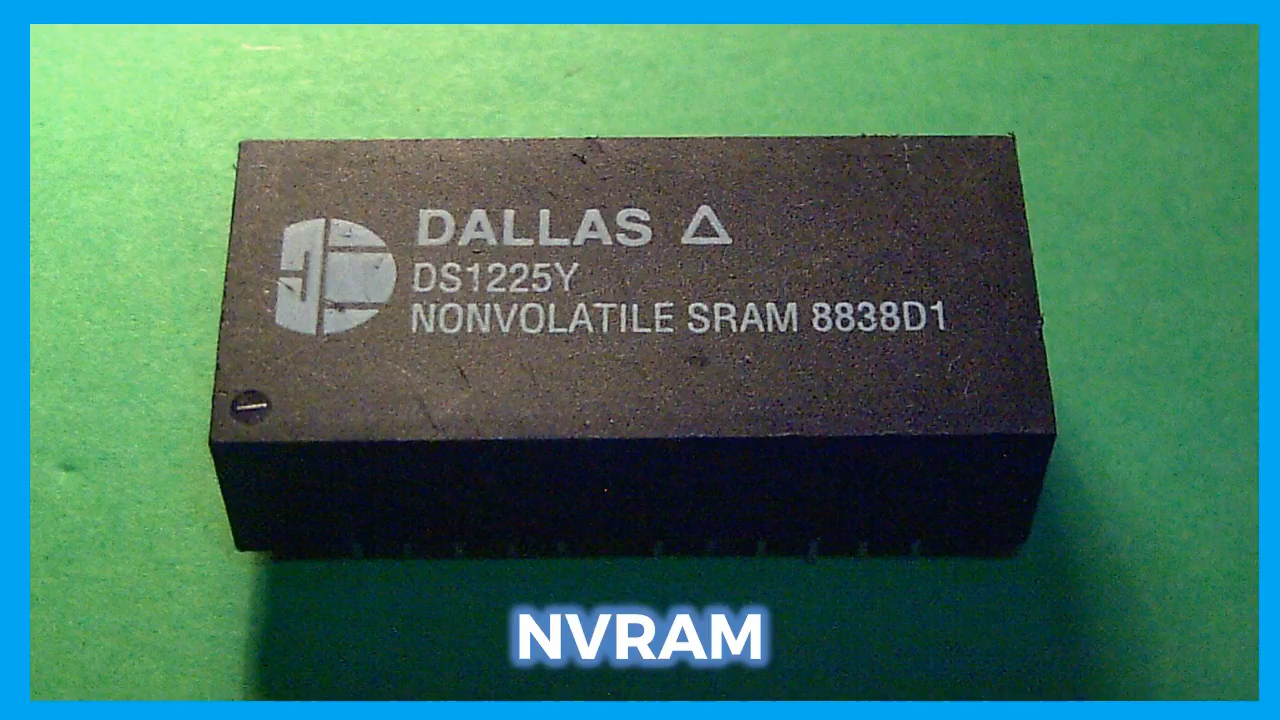 DALLAS △
DS1225Y
NONVOLATILE SRAM 8838D1
NVRAM